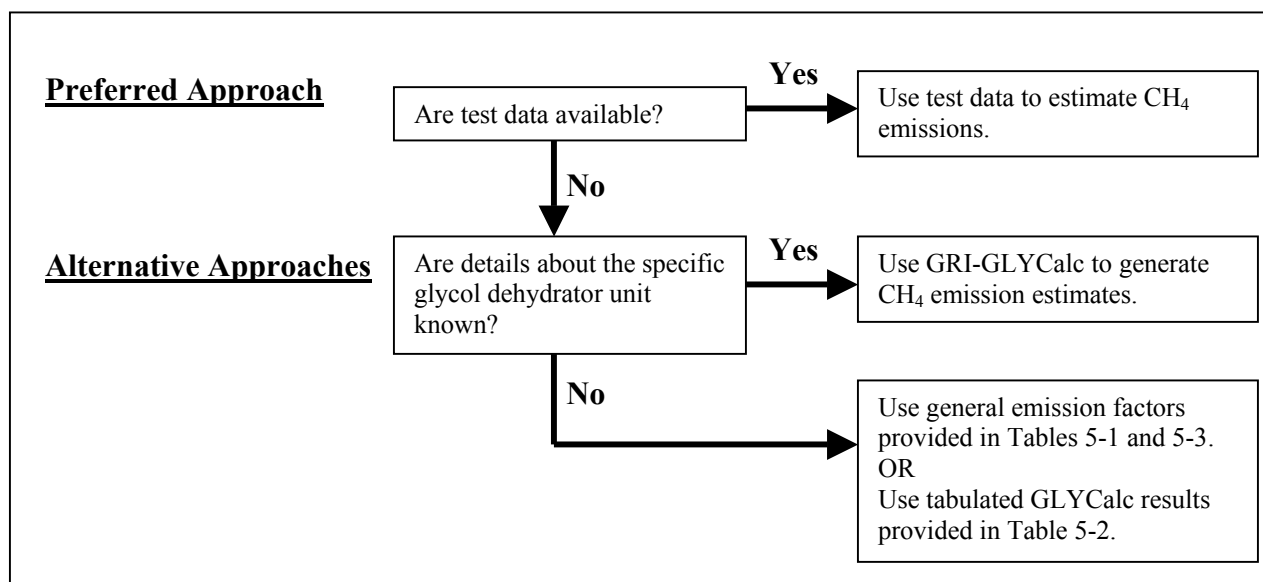 Preferred Approach
Are test data available?
Yes
Use test data to estimate CH₄
emissions.
No
Alternative Approaches
Are details about the specific
glycol dehydrator unit
known?
Yes
Use GRI-GLYCalc to generate
CH₄ emission estimates.
No
Use general emission factors
provided in Tables 5-1 and 5-3.
OR
Use tabulated GLYCalc results
provided in Table 5-2.